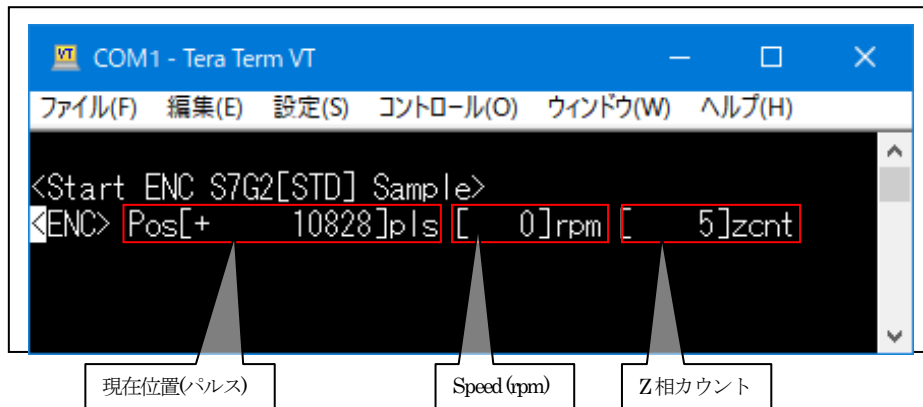 COM1 - Tera Term VT
ファイル(F) 編集(E) 設定(S) コントロール(O) ウィンドウ(W) ヘルプ(H)
<Start ENC S7G2[STD] Sample>
<ENC> Pos[+ 10828]pls [ 0]rpm [ 5]zcnt
現在位置(パルス) Speed (rpm) Z相カウント